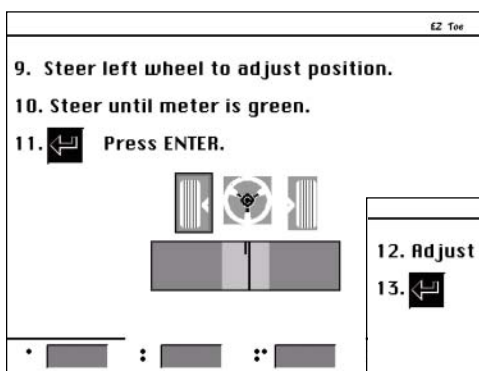 EZ Toe
9. Steer left wheel to adjust position.
10. Steer until meter is green.
11. Press ENTER.
12. Adjust
13.